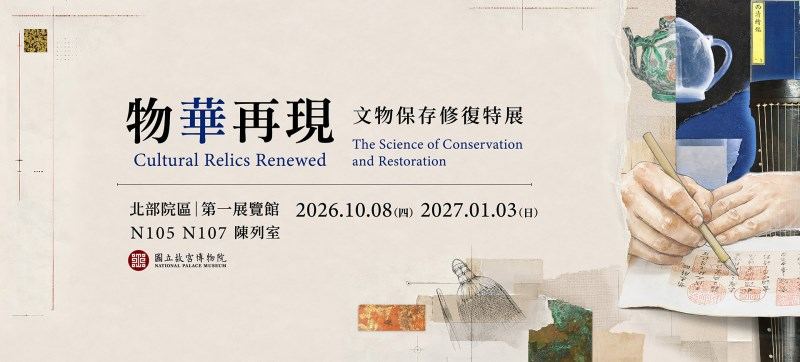 物華再現
Cultural Relics Renewed
文物保存修復特展
The Science of Conservation
and Restoration
北部院區|第一展覽館
N105 N107 陳列室
2026.10.08(四) 2027.01.03(日)
國立故宮博物院
NATIONAL PALACE MUSEUM